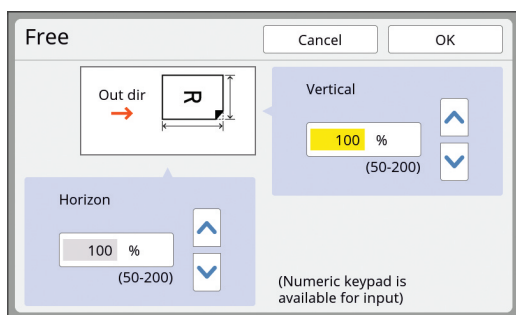 Free
Cancel
OK
Out dir
R
Vertical
100 %
(50-200)
Horizon
100 %
(50-200)
(Numeric keypad is
available for input)